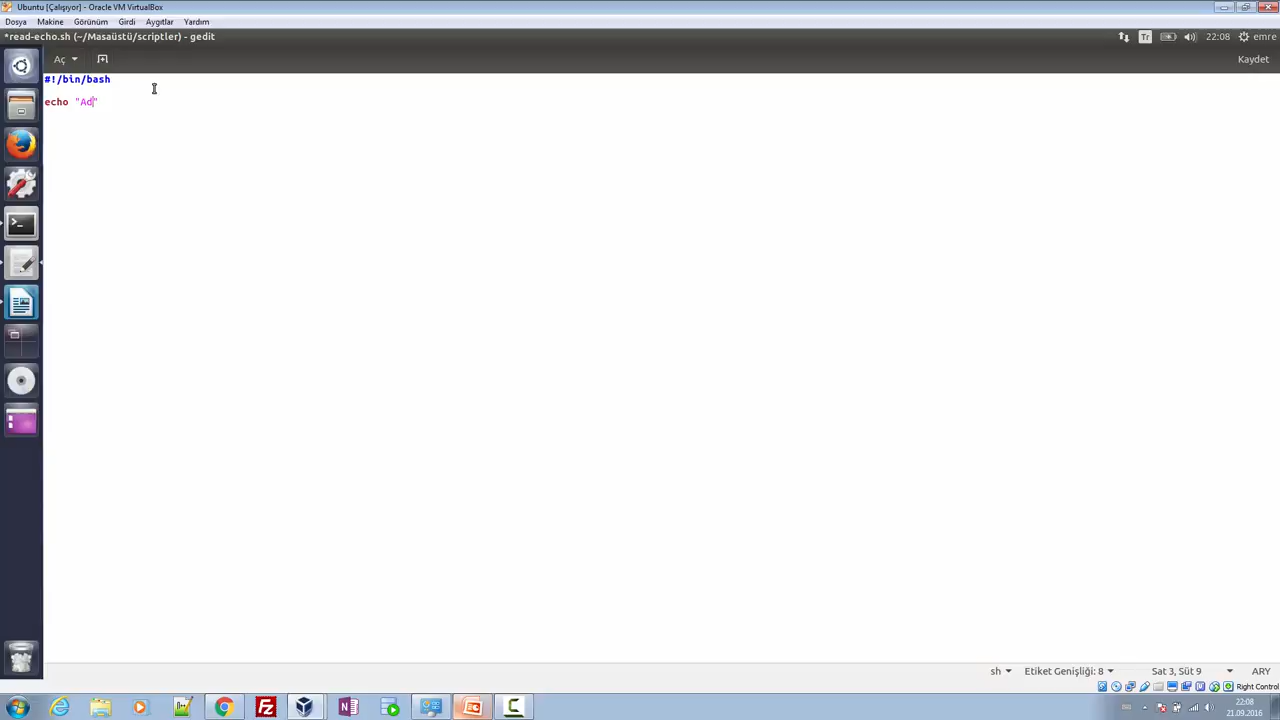 Ubuntu [Çalışıyor] - Oracle VM VirtualBox
Dosya Makine Görünüm Girdi Aygıtlar Yardım
*read-echo.sh (~/Masaüstü/scriptler) - gedit
Tr 22:08 emre
Aç Kaydet
#!/bin/bash
echo "Ad"
sh Etiket Genişliği: 8 Sat 3, Süt 9 ARY
Right Control
22:08
21.09.2016